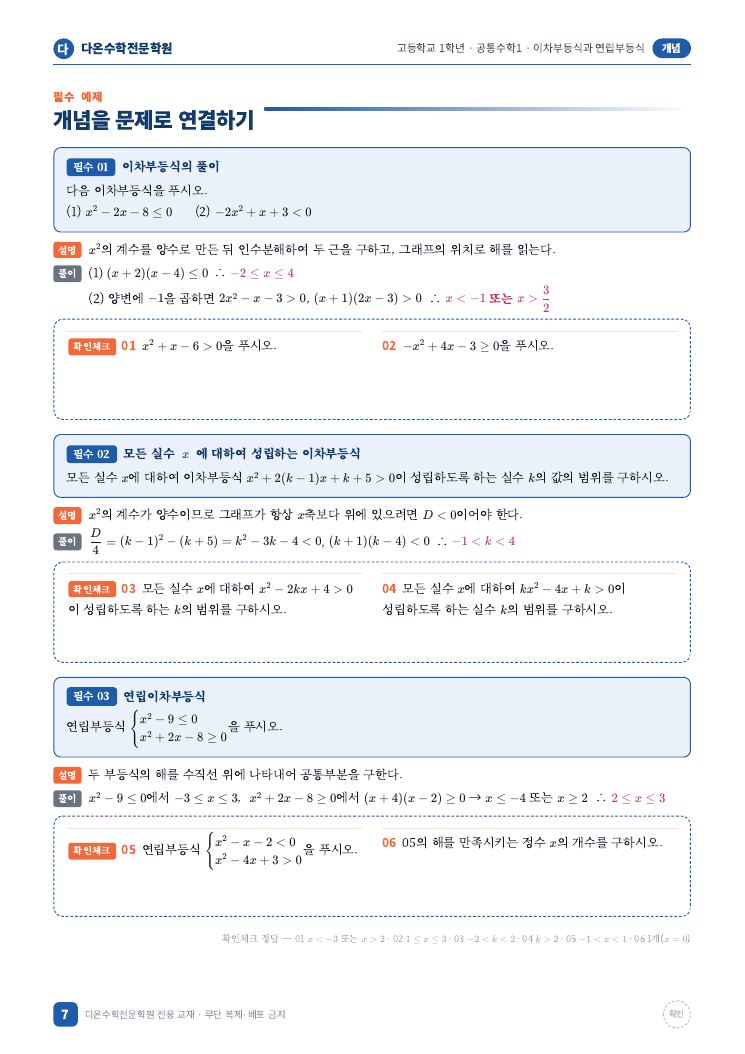 다 다온수학전문학원
고등학교 1학년 · 공통수학1 · 이차부등식과 연립부등식 개념
필수 예제
개념을 문제로 연결하기
필수 01 이차부등식의 풀이
다음 이차부등식을 푸시오.
(1) x² − 2x − 8 ≤ 0 (2) −2x² + x + 3 < 0
설명 x²의 계수를 양수로 만든 뒤 인수분해하여 두 근을 구하고, 그래프의 위치로 해를 읽는다.
풀이 (1) (x + 2)(x − 4) ≤ 0 ∴ −2 ≤ x ≤ 4
(2) 양변에 −1을 곱하면 2x² − x − 3 > 0, (x + 1)(2x − 3) > 0 ∴ x < −1 또는 x > 3/2
확인체크 01 x² + x − 6 > 0을 푸시오.
02 −x² + 4x − 3 ≥ 0을 푸시오.
필수 02 모든 실수 x 에 대하여 성립하는 이차부등식
모든 실수 x에 대하여 이차부등식 x² + 2(k − 1)x + k + 5 > 0이 성립하도록 하는 실수 k의 값의 범위를 구하시오.
설명 x²의 계수가 양수이므로 그래프가 항상 x축보다 위에 있으려면 D < 0이어야 한다.
풀이 D/4 = (k − 1)² − (k + 5) = k² − 3k − 4 < 0, (k + 1)(k − 4) < 0 ∴ −1 < k < 4
확인체크 03 모든 실수 x에 대하여 x² − 2kx + 4 > 0
이 성립하도록 하는 k의 범위를 구하시오.
04 모든 실수 x에 대하여 kx² − 4x + k > 0이
성립하도록 하는 실수 k의 범위를 구하시오.
필수 03 연립이차부등식
연립부등식 { x² − 9 ≤ 0
x² + 2x − 8 ≥ 0 을 푸시오.
설명 두 부등식의 해를 수직선 위에 나타내어 공통부분을 구한다.
풀이 x² − 9 ≤ 0에서 −3 ≤ x ≤ 3, x² + 2x − 8 ≥ 0에서 (x + 4)(x − 2) ≥ 0 → x ≤ −4 또는 x ≥ 2 ∴ 2 ≤ x ≤ 3
확인체크 05 연립부등식 { x² − x − 2 < 0
x² − 4x + 3 > 0 을 푸시오.
06 05의 해를 만족시키는 정수 x의 개수를 구하시오.
확인체크 정답 — 01 x < −3 또는 x > 2 · 02 1 ≤ x ≤ 3 · 03 −2 < k < 2 · 04 k > 2 · 05 −1 < x < 1 · 06 1개(x = 0)
7 다온수학전문학원 전용 교재 · 무단 복제·배포 금지
확인